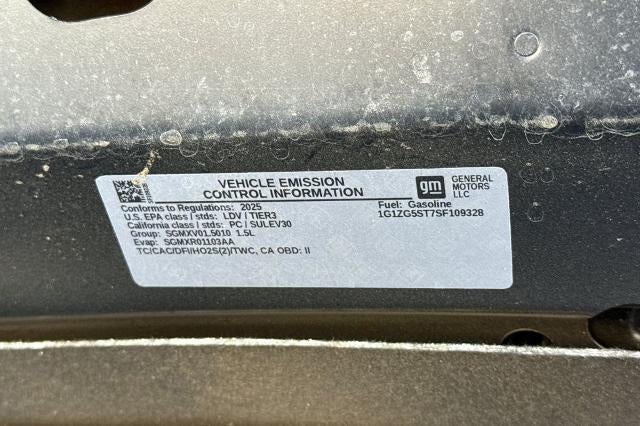 VEHICLE EMISSION
CONTROL INFORMATION
gm
GENERAL
MOTORS
LLC
Conforms to Regulations: 2025
U.S. EPA class / stds: LDV / TIER3
California class / stds: PC / SULEV30
Group: SGMXV01.5010 1.5L
Evap: SGMXR01103AA
TC/CAC/DFI/HO2S(2)/TWC, CA OBD: II
Fuel: Gasoline
1G1ZG5ST7SF109328